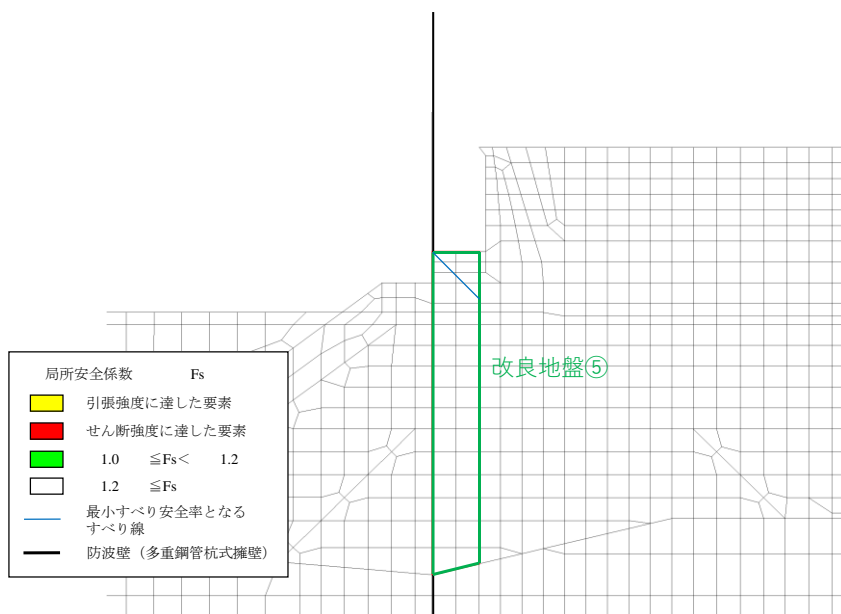 改良地盤⑤
局所安全係数 Fs
引張強度に達した要素
せん断強度に達した要素
1.0 ≦Fs< 1.2
1.2 ≦Fs
最小すべり安全率となる
すべり線
防波壁（多重鋼管杭式擁壁）